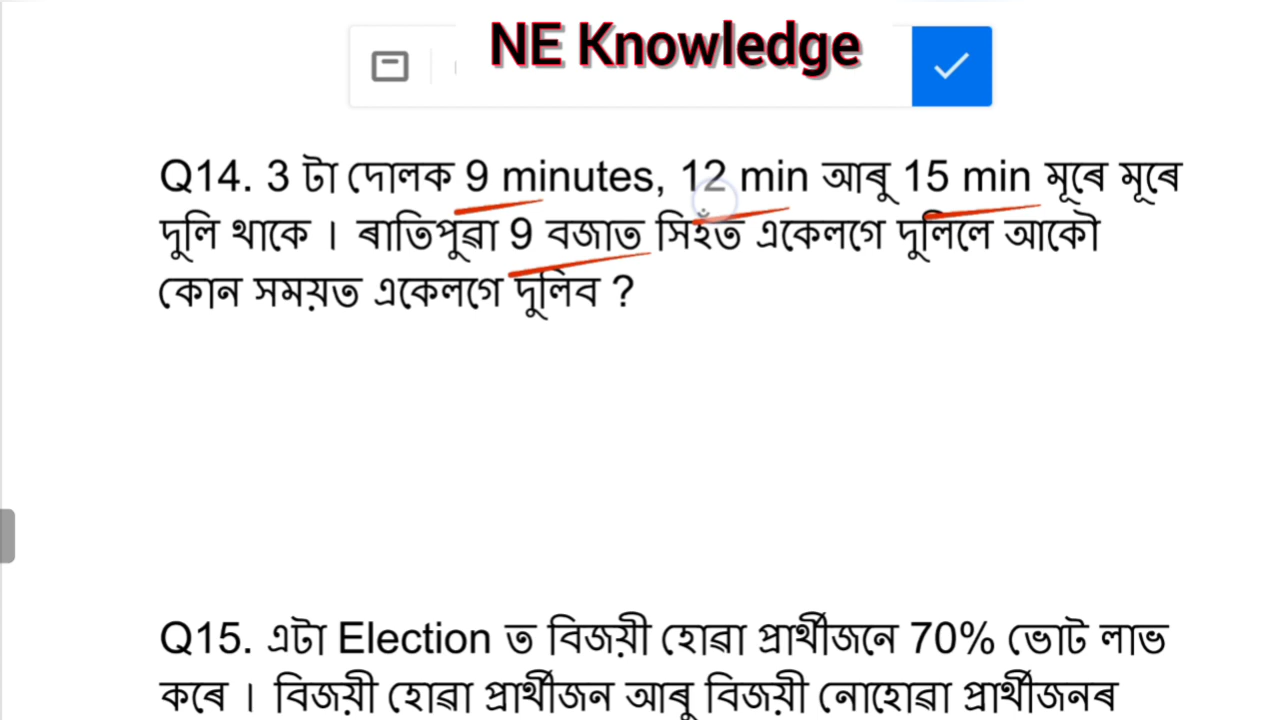 NE Knowledge
Q14. 3 টা দোলক 9 minutes, 12 min আৰু 15 min মূৰে মূৰে
দুলি থাকে । ৰাতিপুৱা 9 বজাত সিহঁত একেলগে দুলিলে আকৌ
কোন সময়ত একেলগে দুলিব ?
Q15. এটা Election ত বিজয়ী হোৱা প্ৰাৰ্থীজনে 70% ভোট লাভ
কৰে । বিজয়ী হোৱা প্ৰাৰ্থীজন আৰু বিজয়ী নোহোৱা প্ৰাৰ্থীজনৰ